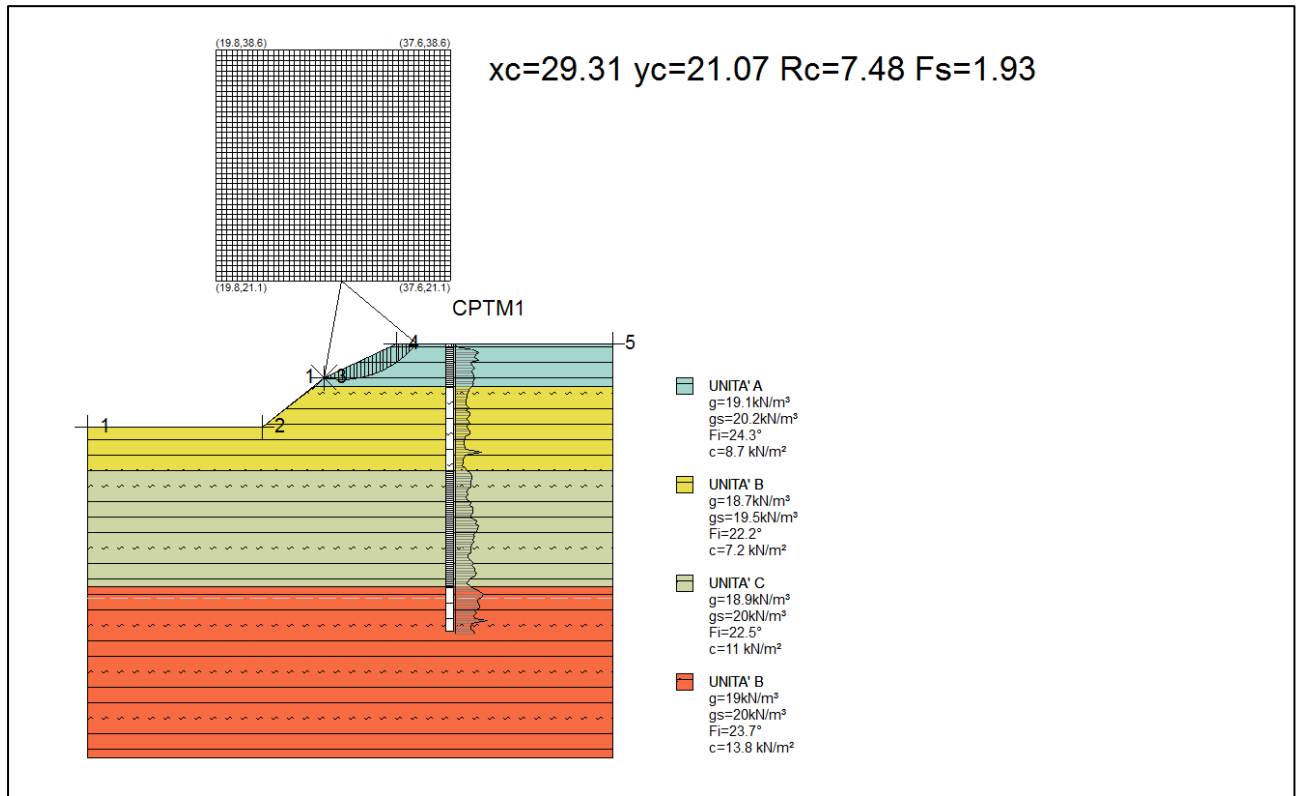 (19.8,38.6) (37.6,38.6)
xc=29.31 yc=21.07 Rc=7.48 Fs=1.93
(19.8,21.1) (37.6,21.1)
CPTM1
4 5
1 3
1 2
UNITA' A
g=19.1kN/m³
gs=20.2kN/m³
Fi=24.3°
c=8.7 kN/m²
UNITA' B
g=18.7kN/m³
gs=19.5kN/m³
Fi=22.2°
c=7.2 kN/m²
UNITA' C
g=18.9kN/m³
gs=20kN/m³
Fi=22.5°
c=11 kN/m²
UNITA' B
g=19kN/m³
gs=20kN/m³
Fi=23.7°
c=13.8 kN/m²